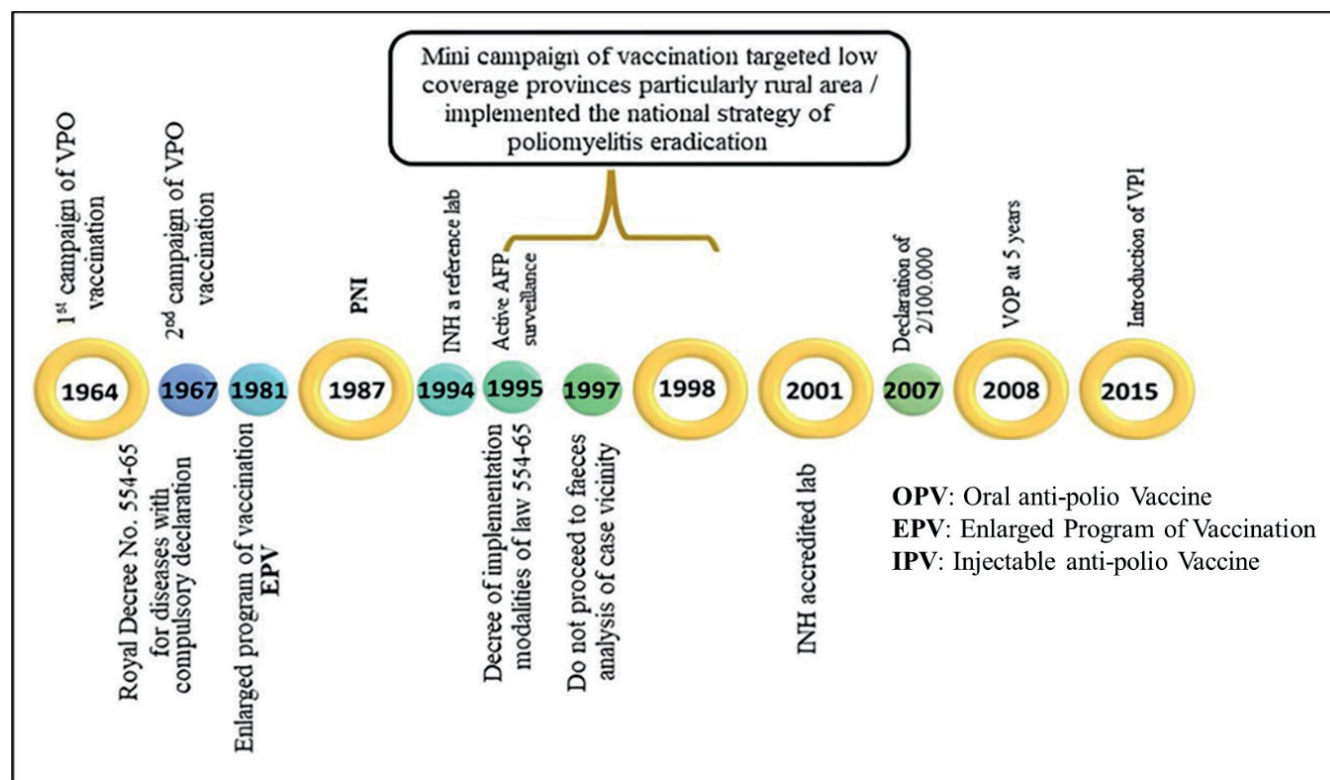 Mini campaign of vaccination targeted low
coverage provinces particularly rural area /
implemented the national strategy of
poliomyelitis eradication
1st campaign of VPO
vaccination
2nd campaign of VPO
vaccination
PNI
INH a reference lab
Active AFP
surveillance
Declaration of
2/100.000
VOP at 5 years
Introduction of VPI
1964
1967
1981
1987
1994
1995
1997
1998
2001
2007
2008
2015
Royal Decree No. 554-65
for diseases with
compulsory declaration
Enlarged program of vaccination
EPV
Decree of implementation
modalities of law 554-65
Do not proceed to faeces
analysis of case vicinity
INH accredited lab
OPV: Oral anti-polio Vaccine
EPV: Enlarged Program of Vaccination
IPV: Injectable anti-polio Vaccine